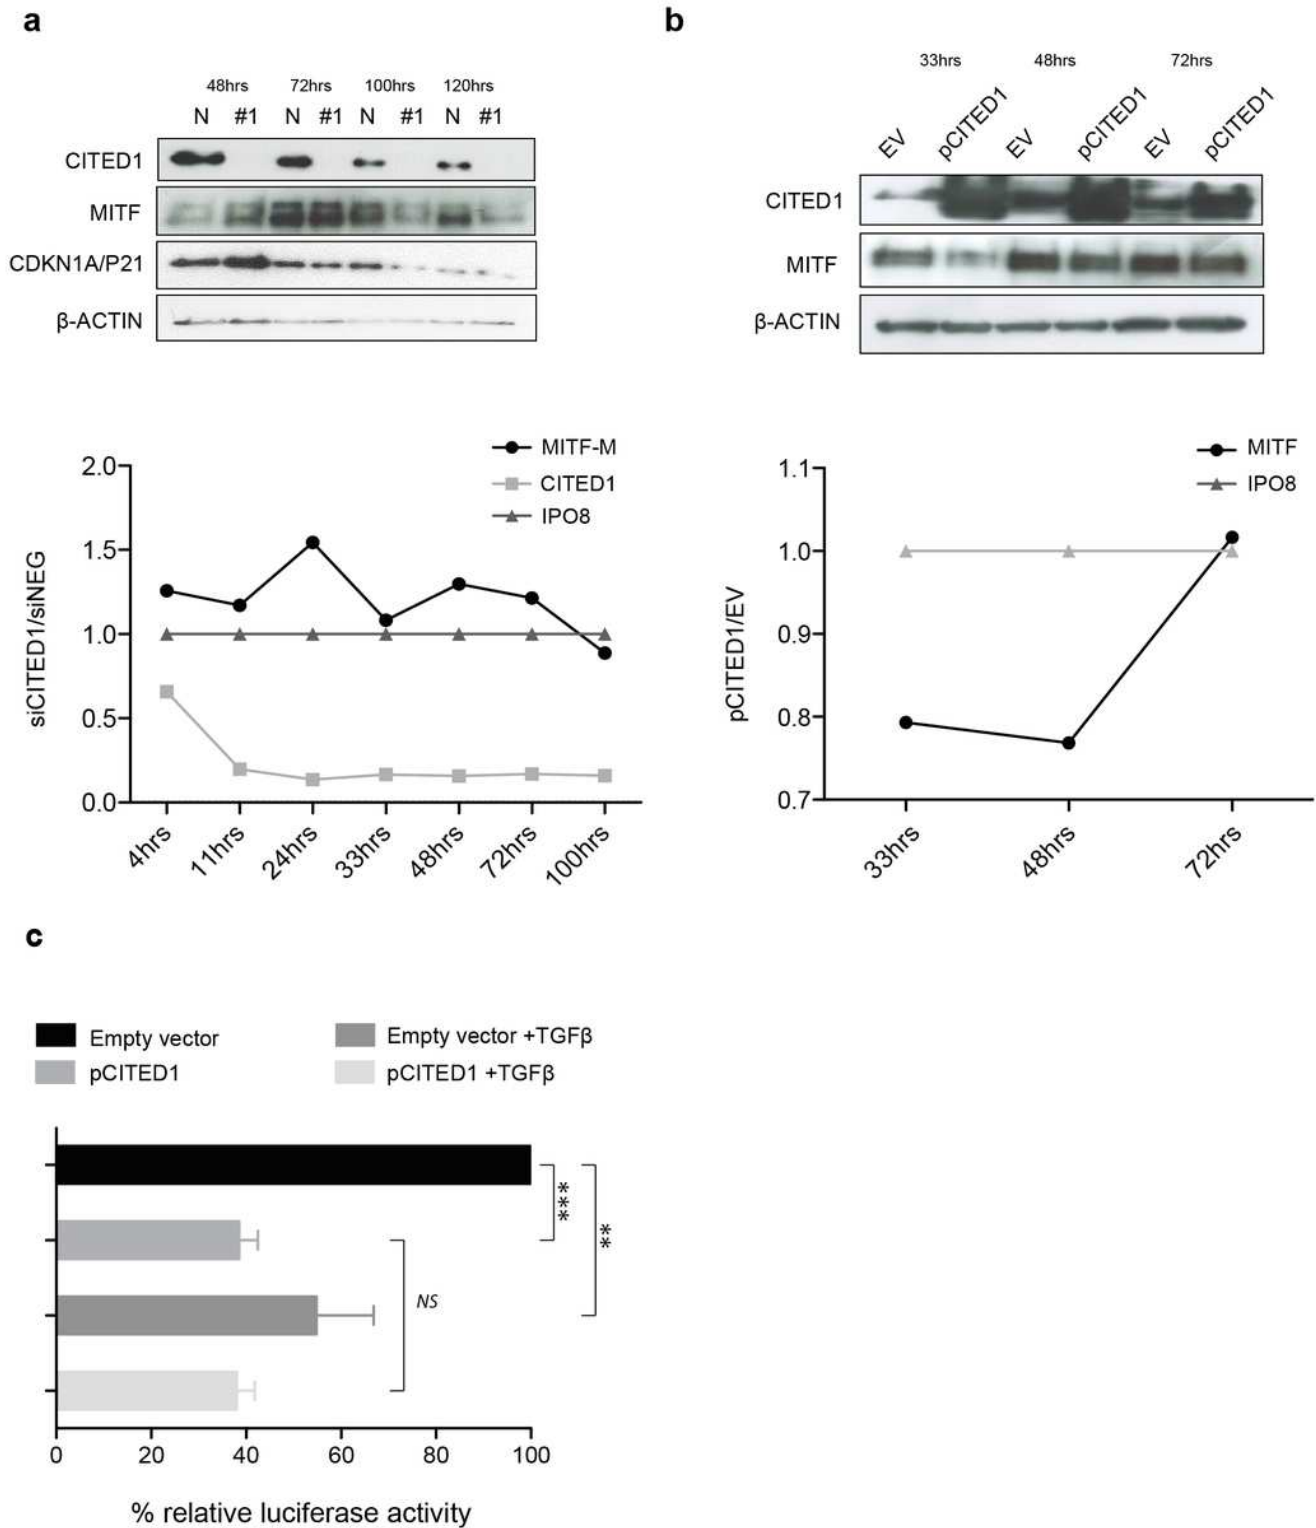 a
48hrs 72hrs 100hrs 120hrs
N #1 N #1 N #1 N #1
CITED1
MITF
CDKN1A/P21
β-ACTIN
MITF-M
CITED1
IPO8
siCITED1/siNEG
2.0
1.5
1.0
0.5
0.0
4hrs 11hrs 24hrs 33hrs 48hrs 72hrs 100hrs
b
33hrs 48hrs 72hrs
EV pCITED1 EV pCITED1 EV pCITED1
CITED1
MITF
β-ACTIN
MITF
IPO8
pCITED1/EV
1.1
1.0
0.9
0.8
0.7
33hrs 48hrs 72hrs
c
Empty vector
pCITED1
Empty vector +TGFβ
pCITED1 +TGFβ
***
**
NS
0 20 40 60 80 100
% relative luciferase activity